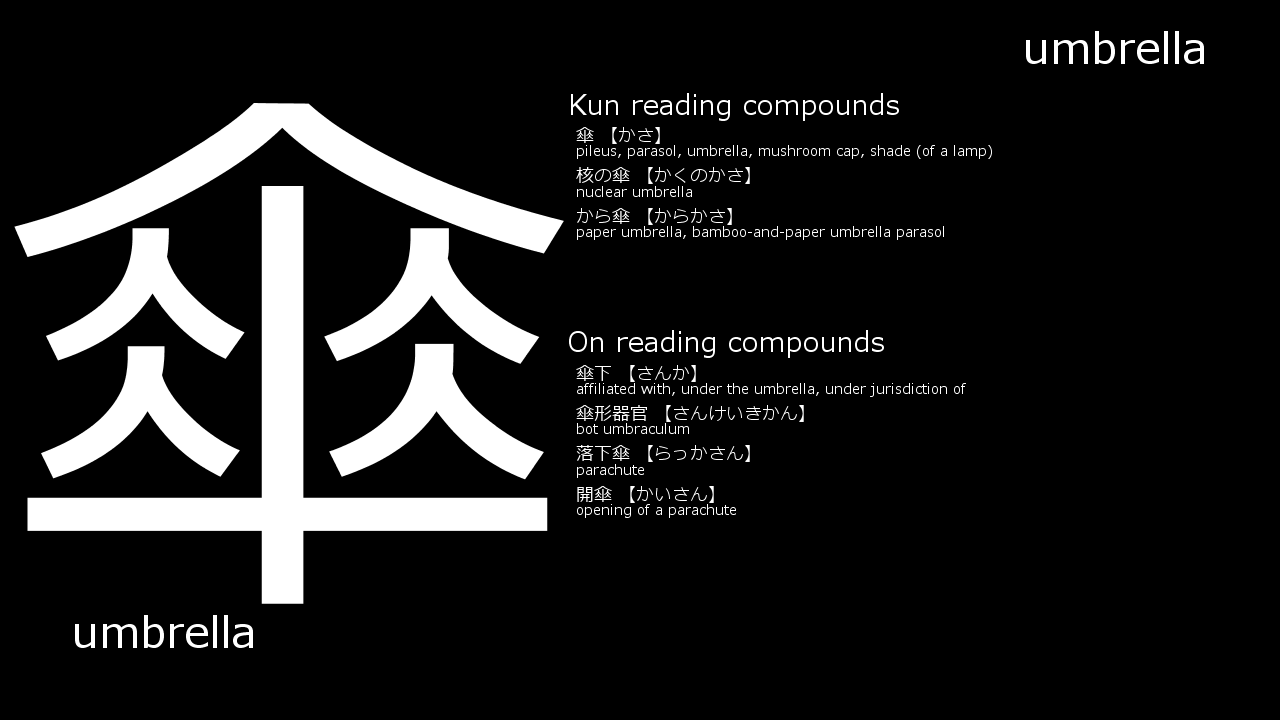 umbrella
傘
umbrella
Kun reading compounds
傘 【かさ】
pileus, parasol, umbrella, mushroom cap, shade (of a lamp)
核の傘 【かくのかさ】
nuclear umbrella
から傘 【からかさ】
paper umbrella, bamboo-and-paper umbrella parasol
On reading compounds
傘下 【さんか】
affiliated with, under the umbrella, under jurisdiction of
傘形器官 【さんけいきかん】
bot umbraculum
落下傘 【らっかさん】
parachute
開傘 【かいさん】
opening of a parachute